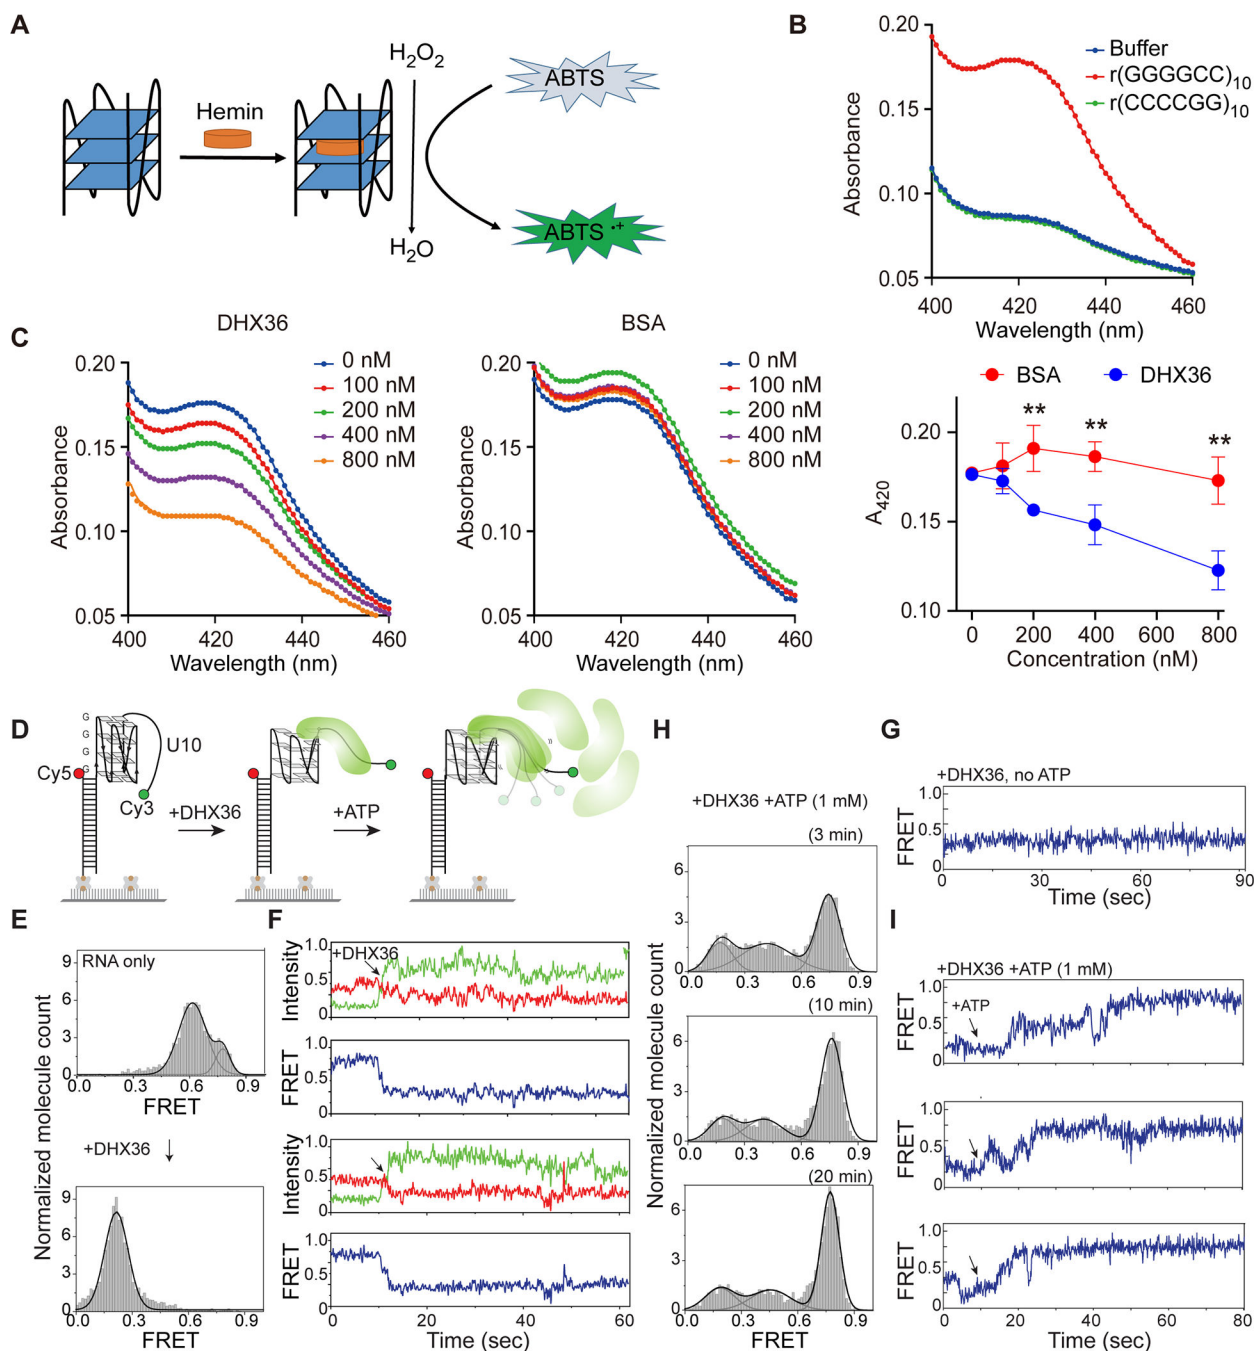 A
Hemin
H2O2
ABTS
H2O
ABTS •+
B
Absorbance
0.20
0.15
0.10
0.05
400 420 440 460
Wavelength (nm)
Buffer
r(GGGGCC)10
r(CCCCGG)10
C
DHX36
Absorbance
0.20
0.15
0.10
0.05
400 420 440 460
Wavelength (nm)
0 nM
100 nM
200 nM
400 nM
800 nM
BSA
Absorbance
0.20
0.15
0.10
0.05
400 420 440 460
Wavelength (nm)
0 nM
100 nM
200 nM
400 nM
800 nM
BSA DHX36
** ** **
A420
0.20
0.15
0.10
0 200 400 600 800
Concentration (nM)
D
G
G
G
G
U10
Cy5
Cy3
+DHX36
+ATP
E
Normalized molecule count
RNA only
9
6
3
0
0.0 0.3 0.6 0.9
FRET
+DHX36
9
6
3
0
0.0 0.3 0.6 0.9
FRET
F
+DHX36
Intensity
1.0
0.5
0
FRET
1.0
0.5
0
Intensity
1.0
0.5
0
FRET
1.0
0.5
0
0 20 40 60
Time (sec)
H
+DHX36 +ATP (1 mM)
Normalized molecule count
(3 min)
6
3
0
0.0 0.3 0.6 0.9
(10 min)
6
3
0
0.0 0.3 0.6 0.9
(20 min)
6
3
0
0.0 0.3 0.6 0.9
FRET
G
+DHX36, no ATP
FRET
1.0
0.5
0
0 30 60 90
Time (sec)
I
+DHX36 +ATP (1 mM)
+ATP
FRET
1.0
0.5
0
0 20 40 60 80
FRET
1.0
0.5
0
0 20 40 60 80
FRET
1.0
0.5
0
0 20 40 60 80
Time (sec)